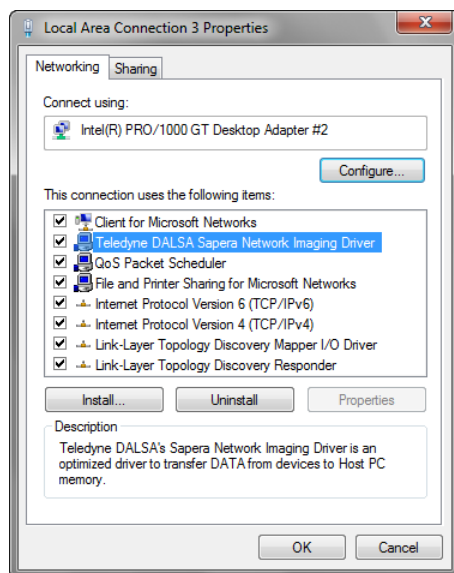 Local Area Connection 3 Properties
Networking
Sharing
Connect using:
Intel(R) PRO/1000 GT Desktop Adapter #2
Configure...
This connection uses the following items:
Client for Microsoft Networks
Teledyne DALSA Sapera Network Imaging Driver
QoS Packet Scheduler
File and Printer Sharing for Microsoft Networks
Internet Protocol Version 6 (TCP/IPv6)
Internet Protocol Version 4 (TCP/IPv4)
Link-Layer Topology Discovery Mapper I/O Driver
Link-Layer Topology Discovery Responder
Install...
Uninstall
Properties
Description
Teledyne DALSA's Sapera Network Imaging Driver is an
optimized driver to transfer DATA from devices to Host PC
memory.
OK
Cancel